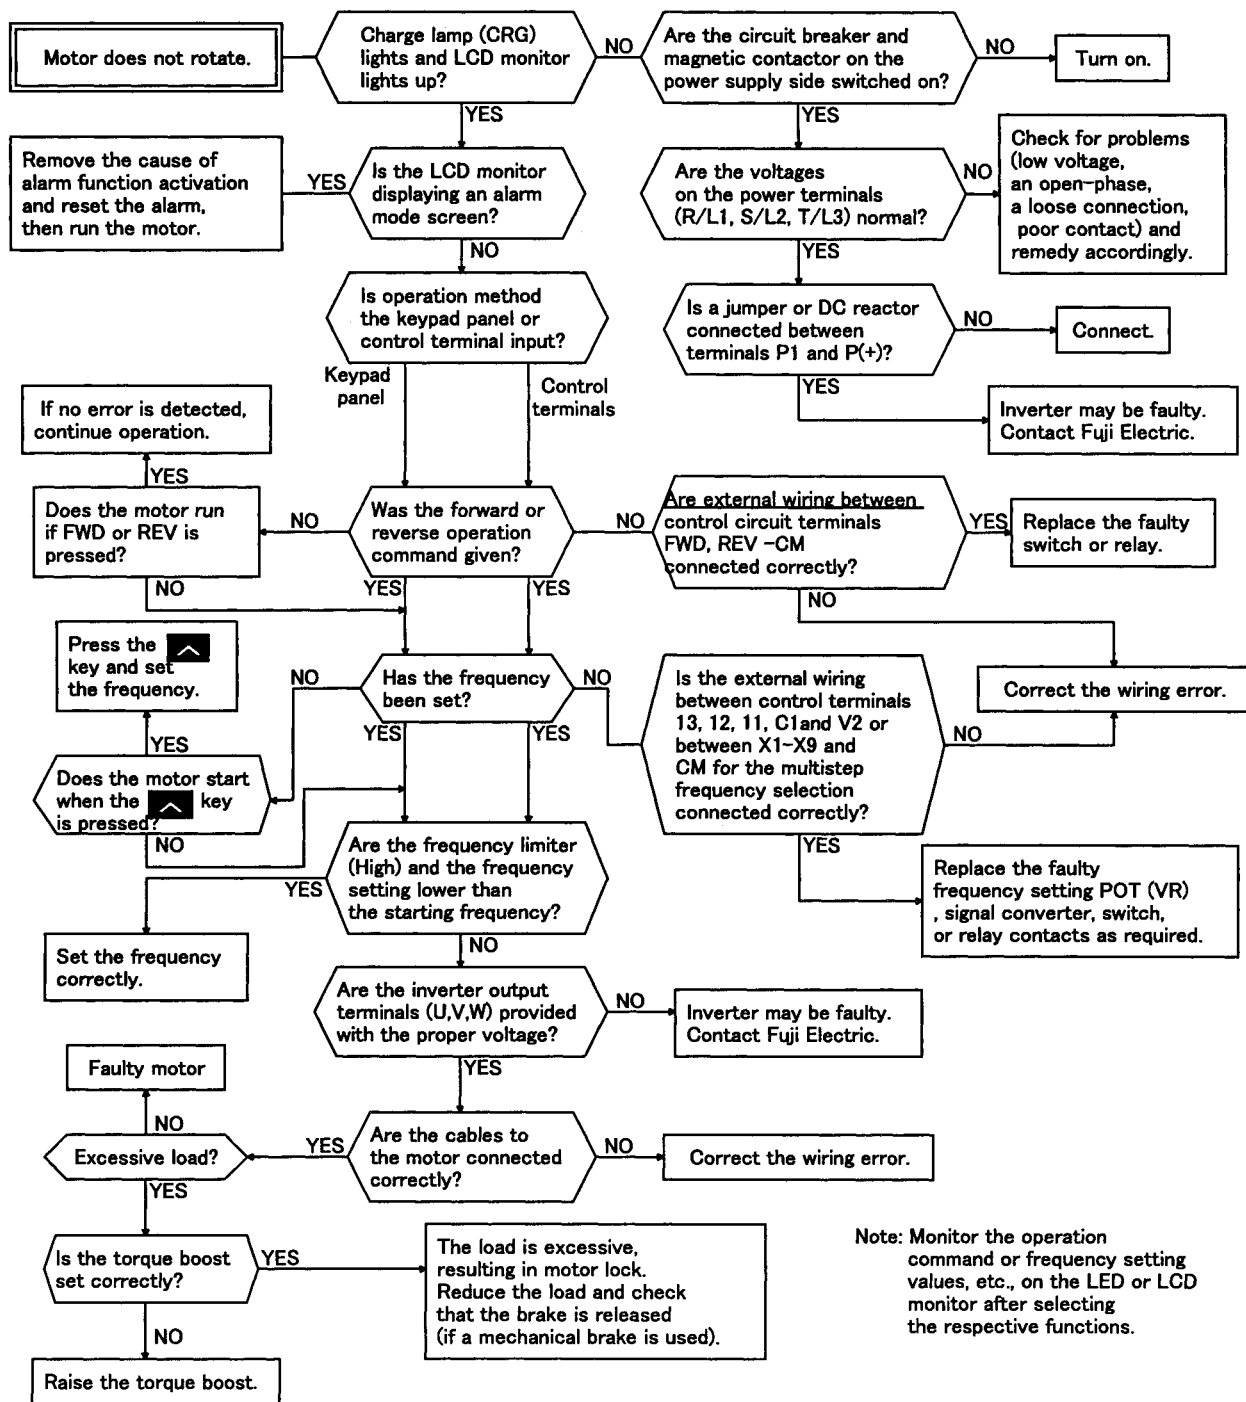 Motor does not rotate.
Charge lamp (CRG)
lights and LCD monitor
lights up?
NO
Are the circuit breaker and
magnetic contactor on the
power supply side switched on?
NO
Turn on.
YES
YES
Remove the cause of
alarm function activation
and reset the alarm,
then run the motor.
YES
Is the LCD monitor
displaying an alarm
mode screen?
Are the voltages
on the power terminals
(R/L1, S/L2, T/L3) normal?
NO
Check for problems
(low voltage,
an open-phase,
a loose connection,
poor contact) and
remedy accordingly.
NO
YES
Is operation method
the keypad panel or
control terminal input?
Is a jumper or DC reactor
connected between
terminals P1 and P(+)?
NO
Connect.
Keypad
panel
Control
terminals
YES
If no error is detected,
continue operation.
Inverter may be faulty.
Contact Fuji Electric.
YES
Does the motor run
if FWD or REV is
pressed?
NO
Was the forward or
reverse operation
command given?
NO
Are external wiring between
control circuit terminals
FWD, REV -CM
connected correctly?
YES
Replace the faulty
switch or relay.
NO
YES
YES
NO
Press the
key and set
the frequency.
NO
Has the frequency
been set?
NO
Is the external wiring
between control terminals
13, 12, 11, C1and V2 or
between X1~X9 and
CM for the multistep
frequency selection
connected correctly?
NO
Correct the wiring error.
YES
YES
YES
Does the motor start
when the key
is pressed?
NO
YES
Are the frequency limiter
(High) and the frequency
setting lower than
the starting frequency?
YES
Replace the faulty
frequency setting POT (VR)
, signal converter, switch,
or relay contacts as required.
Set the frequency
correctly.
NO
Are the inverter output
terminals (U,V,W) provided
with the proper voltage?
NO
Inverter may be faulty.
Contact Fuji Electric.
Faulty motor
YES
NO
Excessive load?
YES
Are the cables to
the motor connected
correctly?
NO
Correct the wiring error.
YES
Is the torque boost
set correctly?
YES
The load is excessive,
resulting in motor lock.
Reduce the load and check
that the brake is released
(if a mechanical brake is used).
NO
Raise the torque boost.
Note: Monitor the operation
command or frequency setting
values, etc., on the LED or LCD
monitor after selecting
the respective functions.